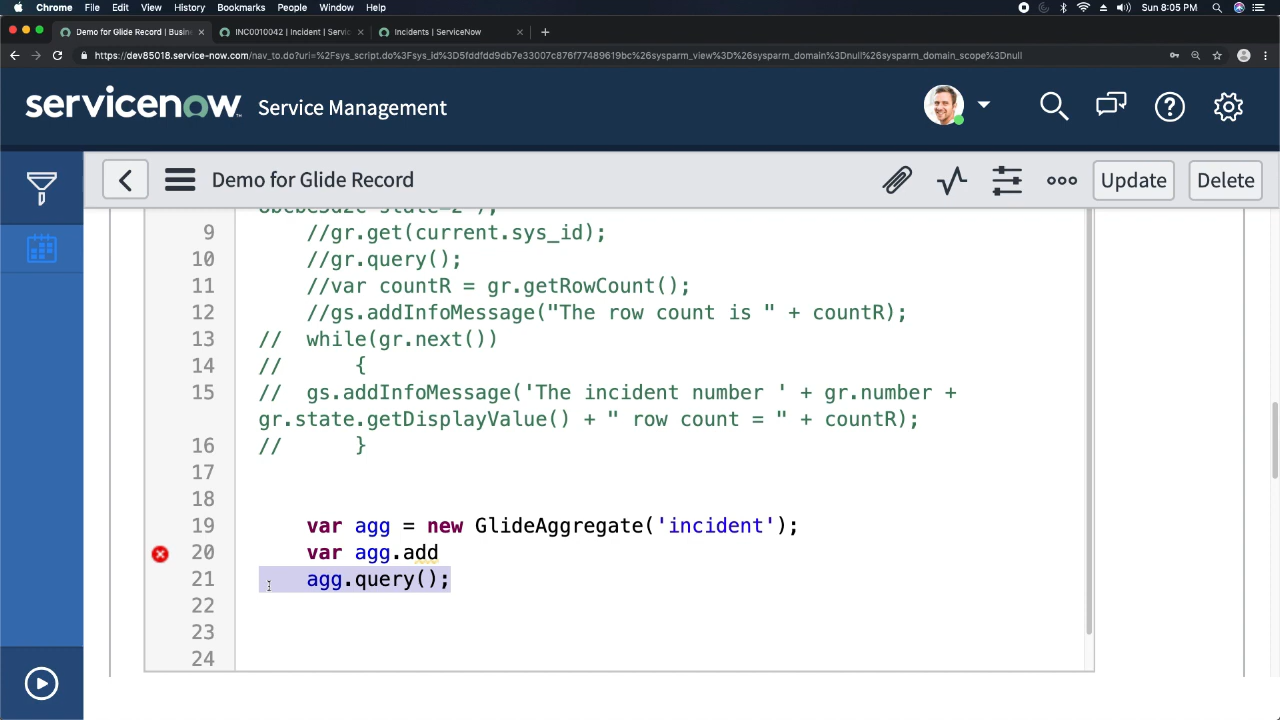 Chrome File Edit View History Bookmarks People Window Help Sun 8:05 PM
Demo for Glide Record | Busin INC0010042 | Incident | Servic Incidents | ServiceNow
https://dev85018.service-now.com/nav_to.do?uri=%2Fsys_script.do%3Fsys_id%3D5fddfdd9db7e33007c876f77489619bc%26sysparm_view%3D%26sysparm_domain%3Dnull%26sysparm_domain_scope%3Dnull
servicenow Service Management
Demo for Glide Record Update Delete
9 //gr.get(current.sys_id);
10 //gr.query();
11 //var countR = gr.getRowCount();
12 //gs.addInfoMessage("The row count is " + countR);
13 // while(gr.next())
14 // {
15 // gs.addInfoMessage('The incident number ' + gr.number +
gr.state.getDisplayValue() + " row count = " + countR);
16 // }
17
18
19 var agg = new GlideAggregate('incident');
20 var agg.add
21 agg.query();
22
23
24